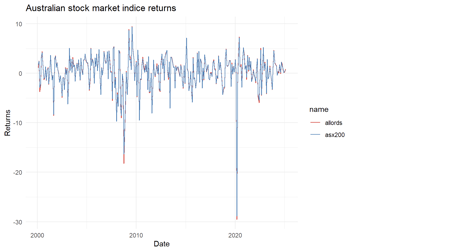 Australian stock market indice returns
10
0
-10
-20
-30
Returns
2000
2010
2020
Date
name
allords
asx200